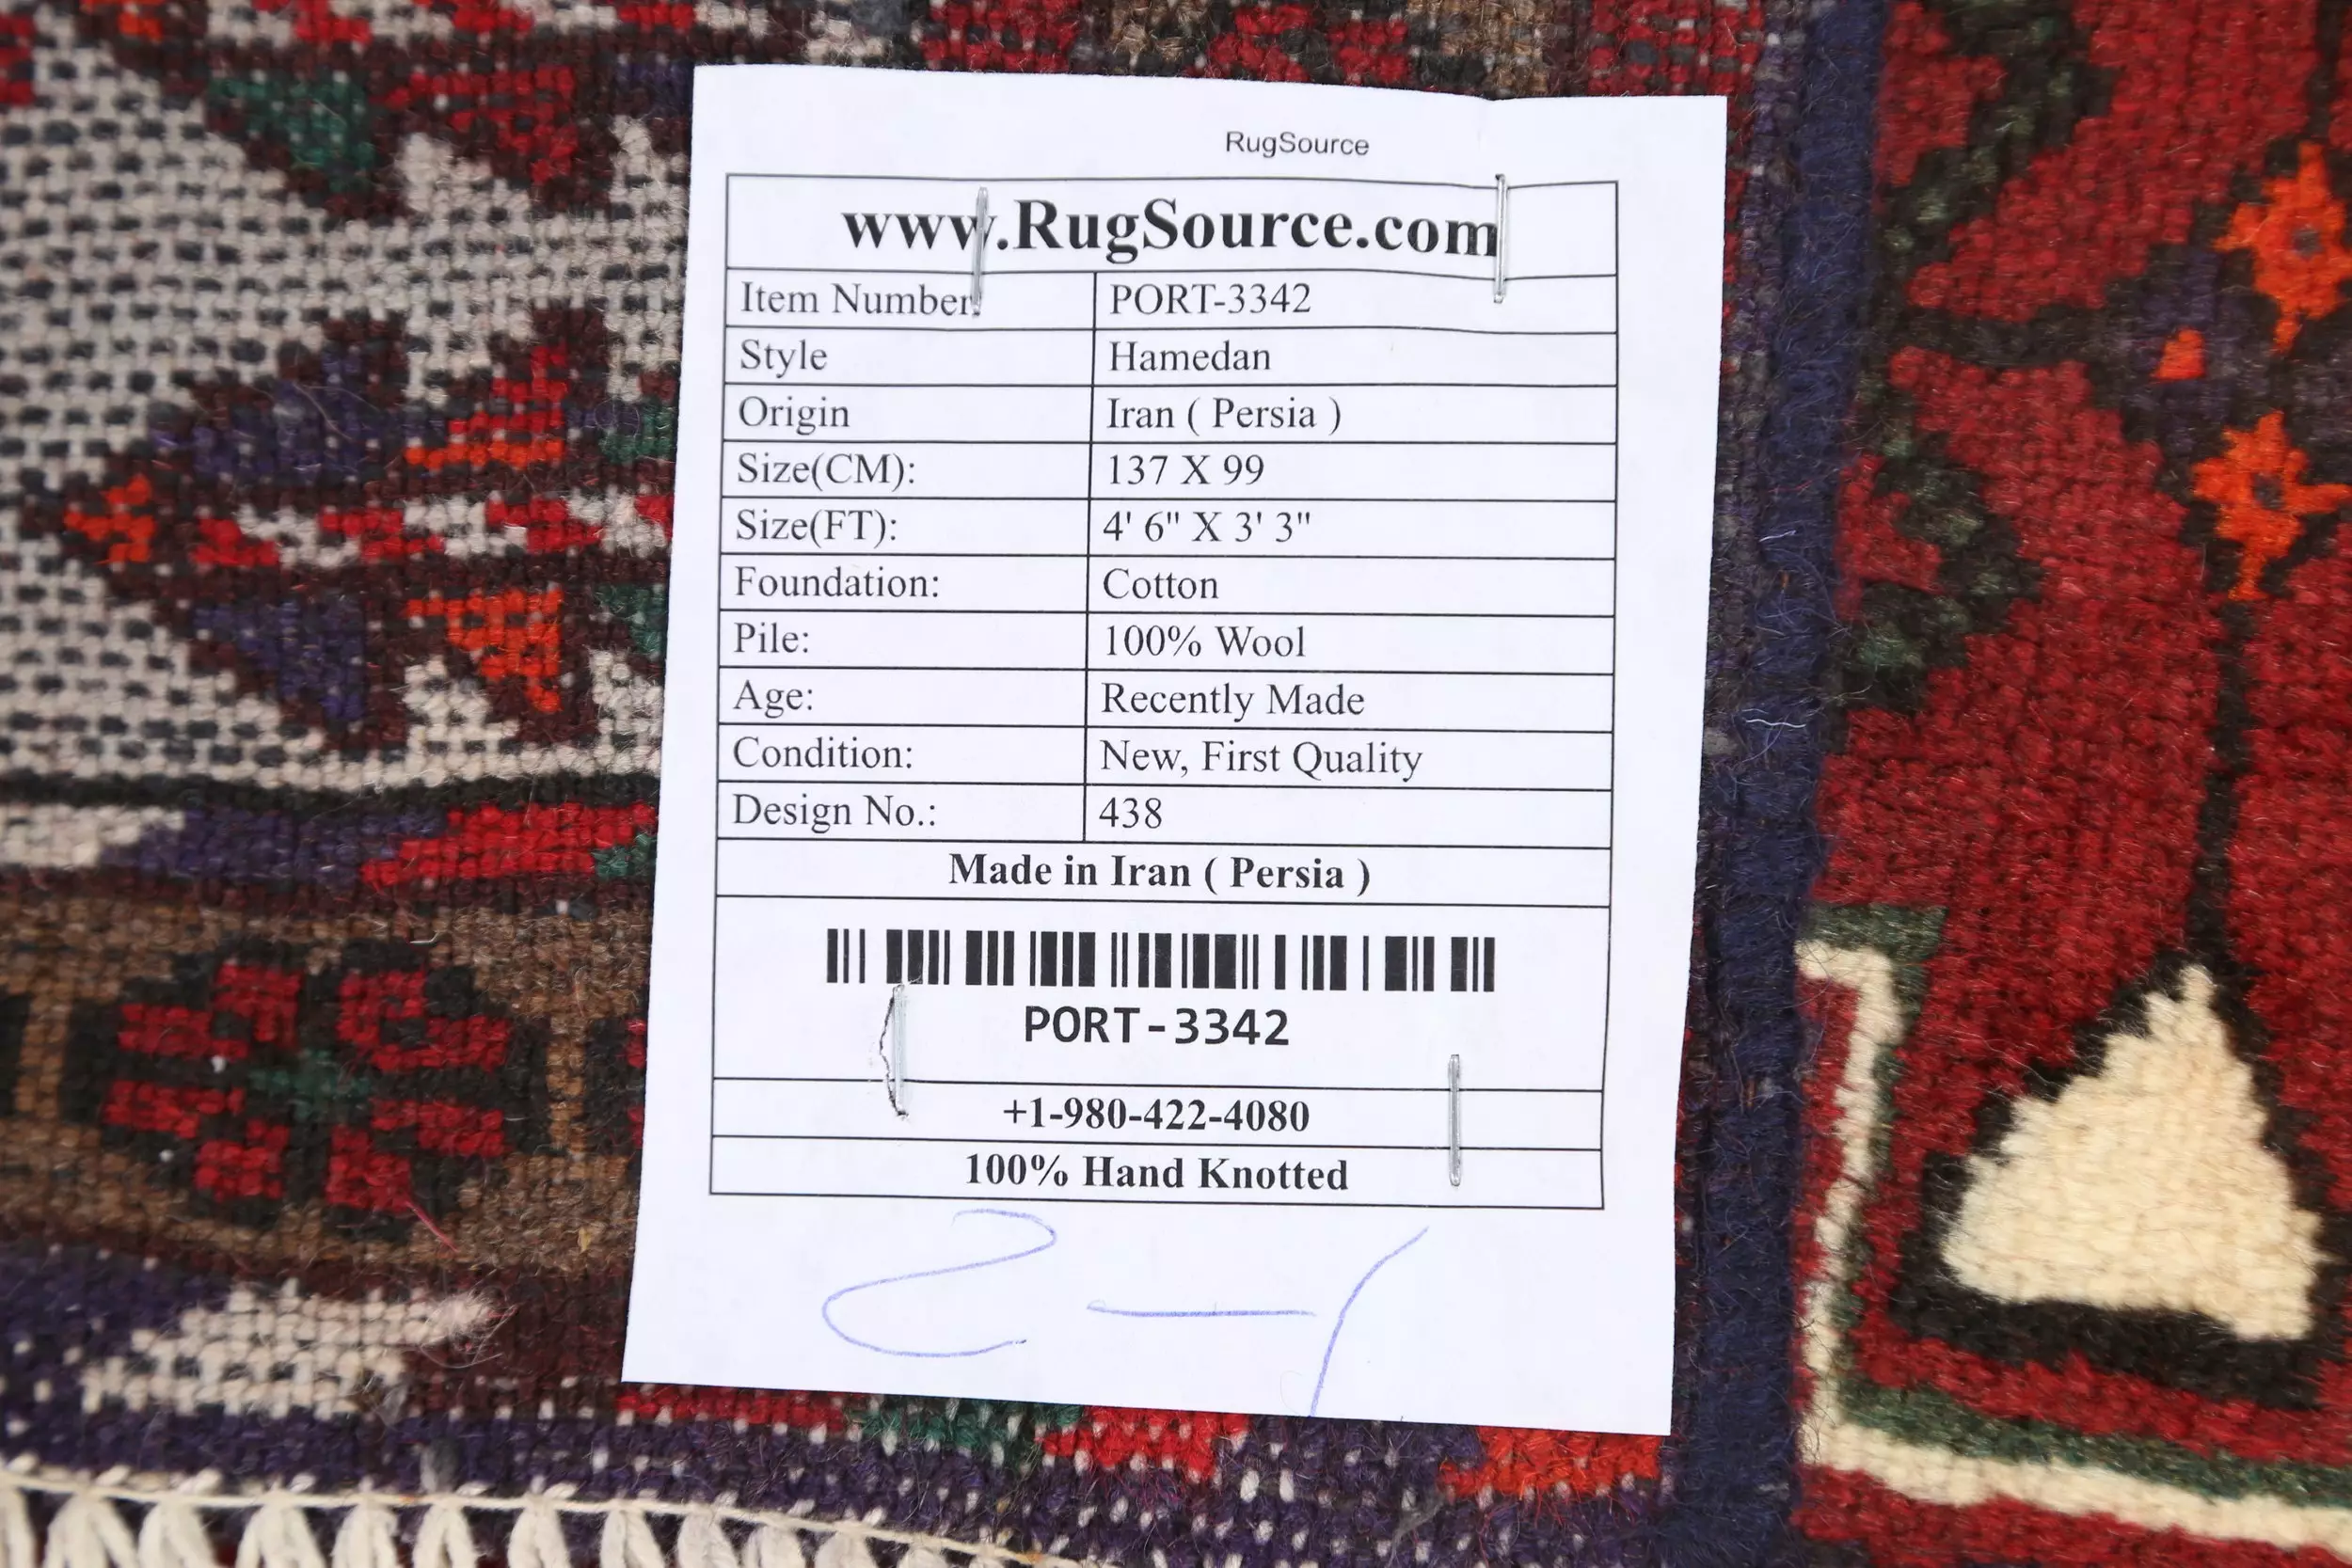 RugSource
www.RugSource.com
Item Number: PORT-3342
Style Hamedan
Origin Iran ( Persia )
Size(CM): 137 X 99
Size(FT): 4' 6" X 3' 3"
Foundation: Cotton
Pile: 100% Wool
Age: Recently Made
Condition: New, First Quality
Design No.: 438
Made in Iran ( Persia )
PORT-3342
+1-980-422-4080
100% Hand Knotted